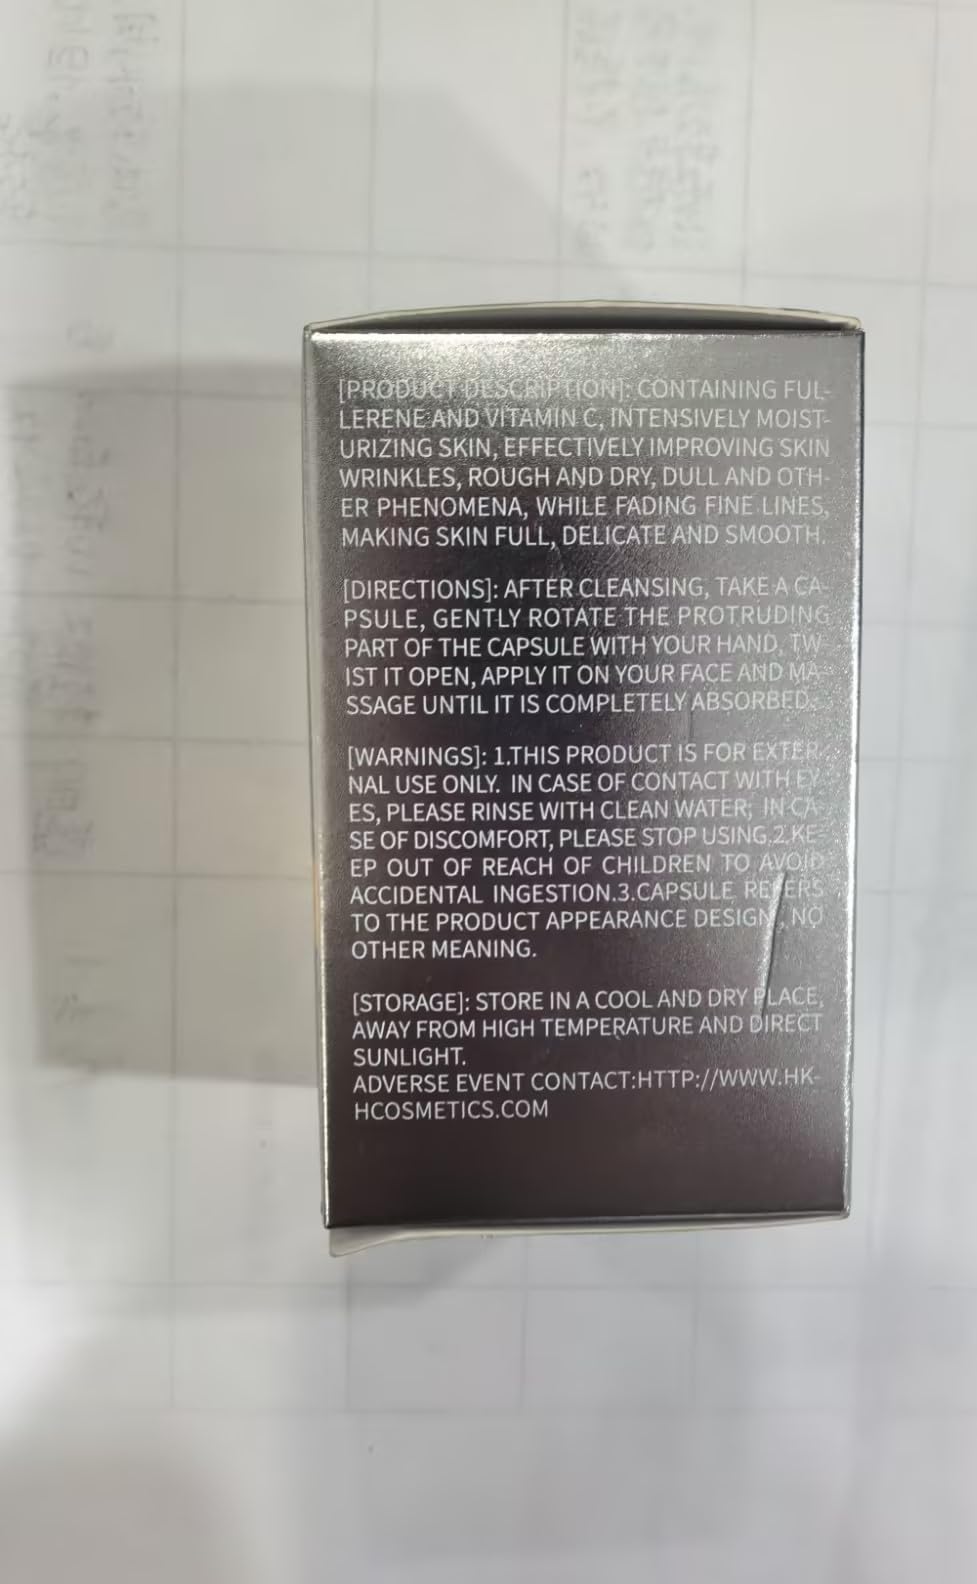 [PRODUCT DESCRIPTION]: CONTAINING FUL-
LERENE AND VITAMIN C, INTENSIVELY MOIST-
URIZING SKIN, EFFECTIVELY IMPROVING SKIN
WRINKLES, ROUGH AND DRY, DULL AND OTH-
ER PHENOMENA, WHILE FADING FINE LINES,
MAKING SKIN FULL, DELICATE AND SMOOTH.
[DIRECTIONS]: AFTER CLEANSING, TAKE A CA-
PSULE, GENTLY ROTATE THE PROTRUDING
PART OF THE CAPSULE WITH YOUR HAND, TW-
IST IT OPEN, APPLY IT ON YOUR FACE AND MA-
SSAGE UNTIL IT IS COMPLETELY ABSORBED.
[WARNINGS]: 1.THIS PRODUCT IS FOR EXTER-
NAL USE ONLY. IN CASE OF CONTACT WITH EY-
ES, PLEASE RINSE WITH CLEAN WATER; IN CA-
SE OF DISCOMFORT, PLEASE STOP USING.2.KE-
EP OUT OF REACH OF CHILDREN TO AVOID
ACCIDENTAL INGESTION.3.CAPSULE REFERS
TO THE PRODUCT APPEARANCE DESIGN, NO
OTHER MEANING.
[STORAGE]: STORE IN A COOL AND DRY PLACE,
AWAY FROM HIGH TEMPERATURE AND DIRECT
SUNLIGHT.
ADVERSE EVENT CONTACT:HTTP://WWW.HK-
HCOSMETICS.COM